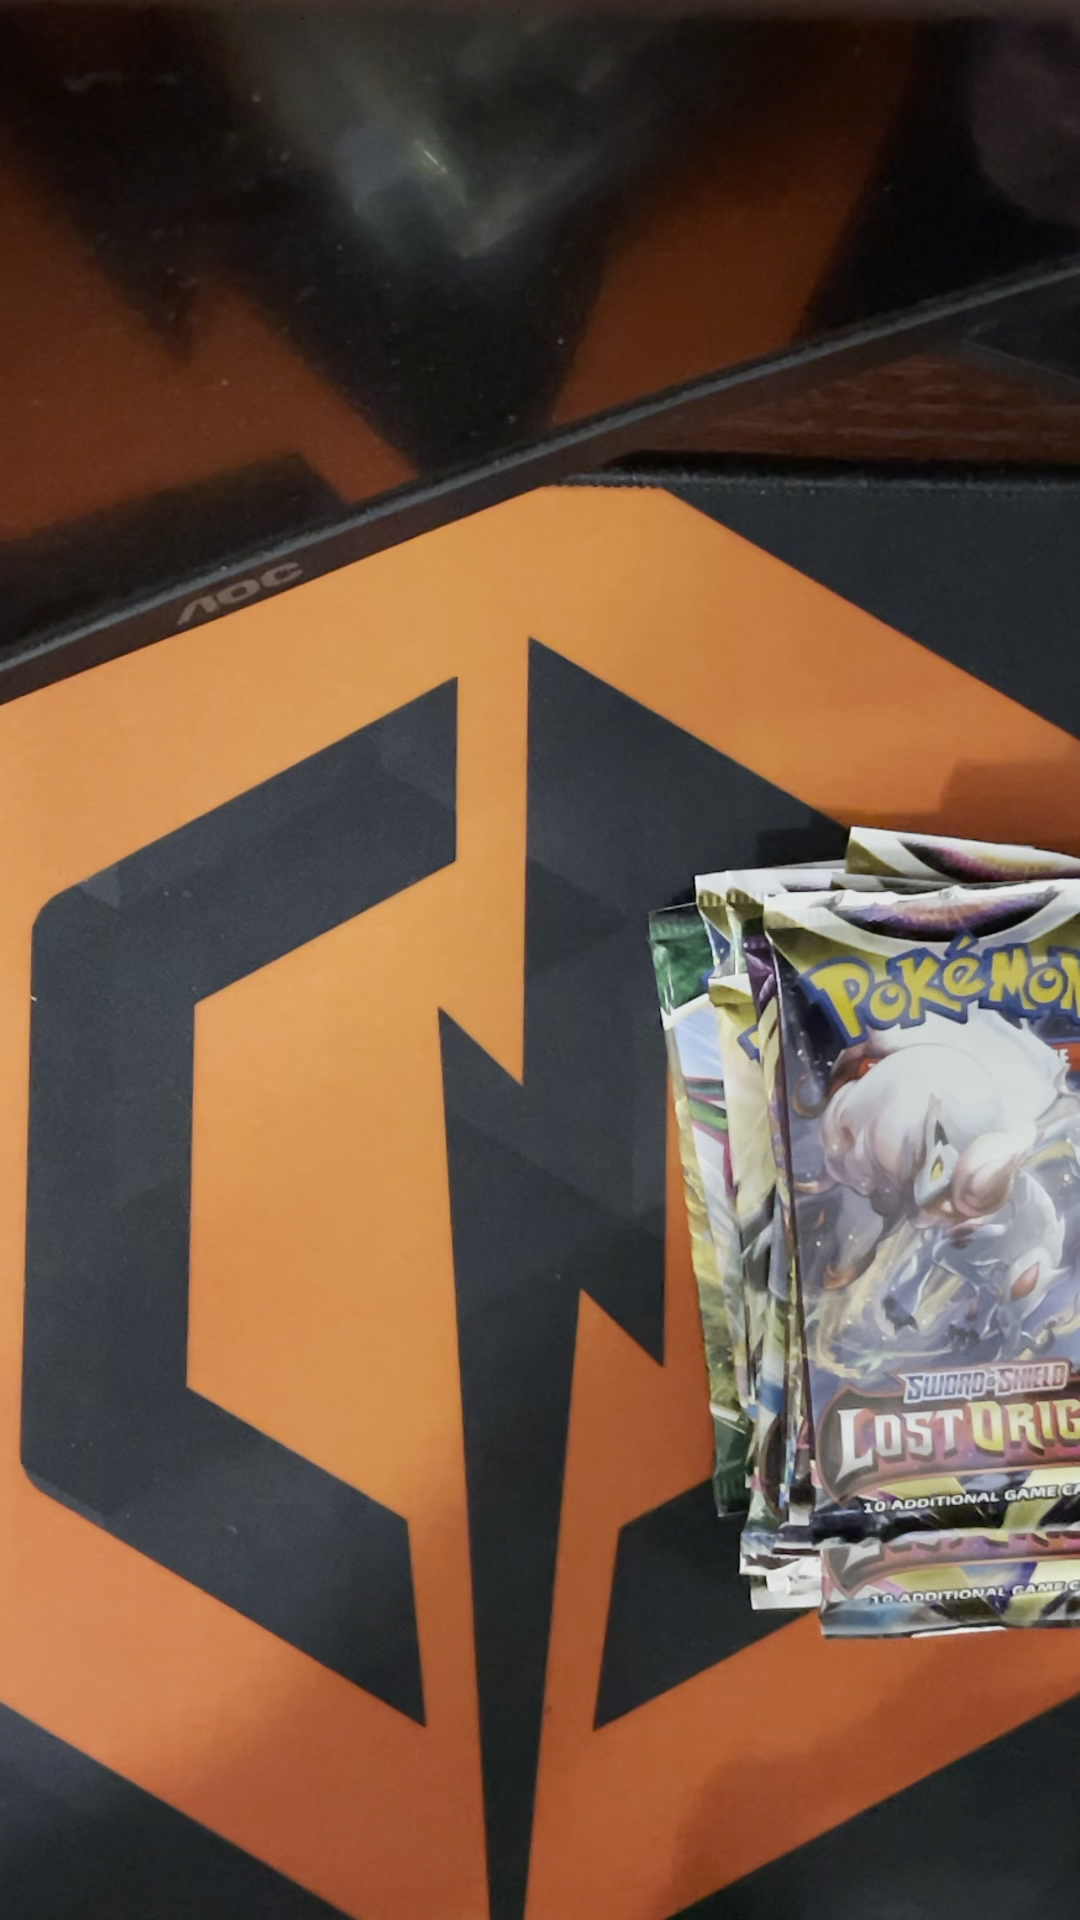 AOC
POKéMON
SWORD & SHIELD
LOST ORIG
10 ADDITIONAL GAME CA
10 ADDITIONAL GAME C